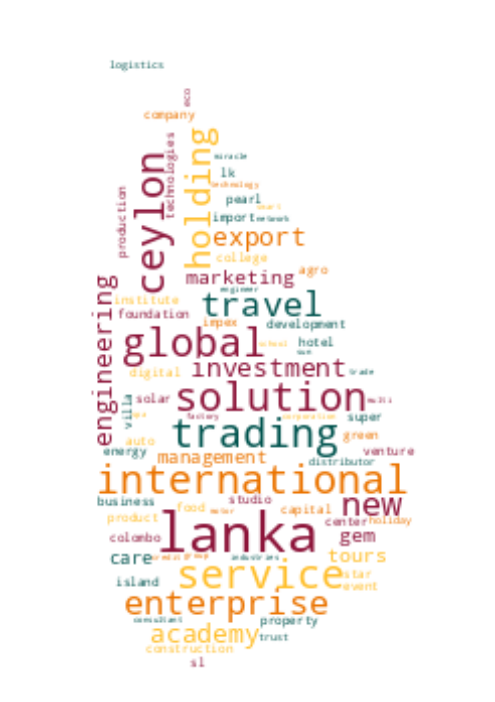 logistics
eco
company
holding
ceylon
technologies
miracle
lk
technology
production
pearl
smart
import network
export
college
marketing agro
engineer
engineering
institute
travel
foundation
impex development
global
school hotel
sun
digital investment trade
solar solution multi
villa
spa factory corporation super
auto trading green
energy management venture
distributor
international
business studio
product food motor capital new
lanka center holiday
colombo gem
care credit group industries tours
island service star
event
enterprise
consultant property
academy trust
construction
sl